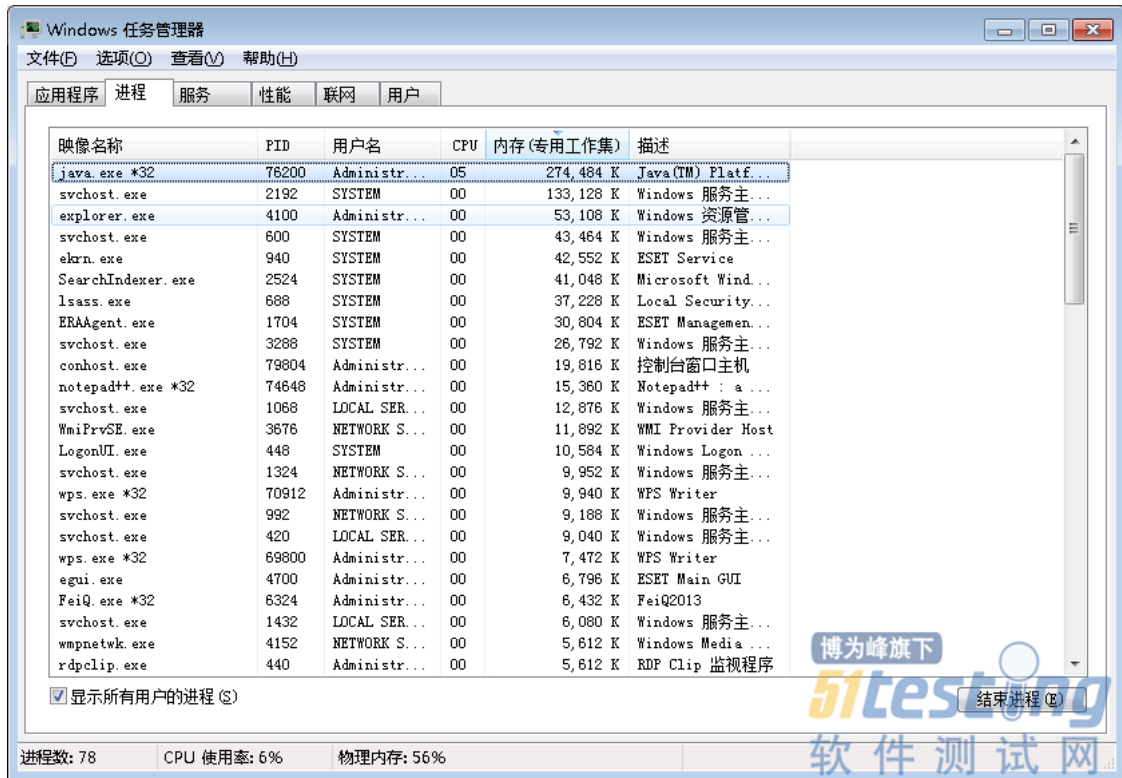 Windows 任务管理器
文件(F) 选项(O) 查看(V) 帮助(H)
应用程序 进程 服务 性能 联网 用户
映像名称 PID 用户名 CPU 内存(专用工作集) 描述
java.exe *32 76200 Administr... 05 274,484 K Java(TM) Platf...
svchost.exe 2192 SYSTEM 00 133,128 K Windows 服务主...
explorer.exe 4100 Administr... 00 53,108 K Windows 资源管...
svchost.exe 600 SYSTEM 00 43,464 K Windows 服务主...
ekrn.exe 940 SYSTEM 00 42,552 K ESET Service
SearchIndexer.exe 2524 SYSTEM 00 41,048 K Microsoft Wind...
lsass.exe 688 SYSTEM 00 37,228 K Local Security...
ERAAgent.exe 1704 SYSTEM 00 30,804 K ESET Managemen...
svchost.exe 3288 SYSTEM 00 26,792 K Windows 服务主...
conhost.exe 79804 Administr... 00 19,816 K 控制台窗口主机
notepad++.exe *32 74648 Administr... 00 15,360 K Notepad++ : a ...
svchost.exe 1068 LOCAL SER... 00 12,876 K Windows 服务主...
WmiPrvSE.exe 3676 NETWORK S... 00 11,892 K WMI Provider Host
LogonUI.exe 448 SYSTEM 00 10,584 K Windows Logon ...
svchost.exe 1324 NETWORK S... 00 9,952 K Windows 服务主...
wps.exe *32 70912 Administr... 00 9,940 K WPS Writer
svchost.exe 992 NETWORK S... 00 9,188 K Windows 服务主...
svchost.exe 420 LOCAL SER... 00 9,040 K Windows 服务主...
wps.exe *32 69800 Administr... 00 7,472 K WPS Writer
egui.exe 4700 Administr... 00 6,796 K ESET Main GUI
FeiQ.exe *32 6324 Administr... 00 6,432 K FeiQ2013
svchost.exe 1432 LOCAL SER... 00 6,080 K Windows 服务主...
wmpnetwk.exe 4152 NETWORK S... 00 5,612 K Windows Media ...
rdpclip.exe 440 Administr... 00 5,612 K RDP Clip 监视程序
博为峰旗下
51testing
软件测试网
显示所有用户的进程(S) 结束进程(E)
进程数: 78 CPU 使用率: 6% 物理内存: 56%